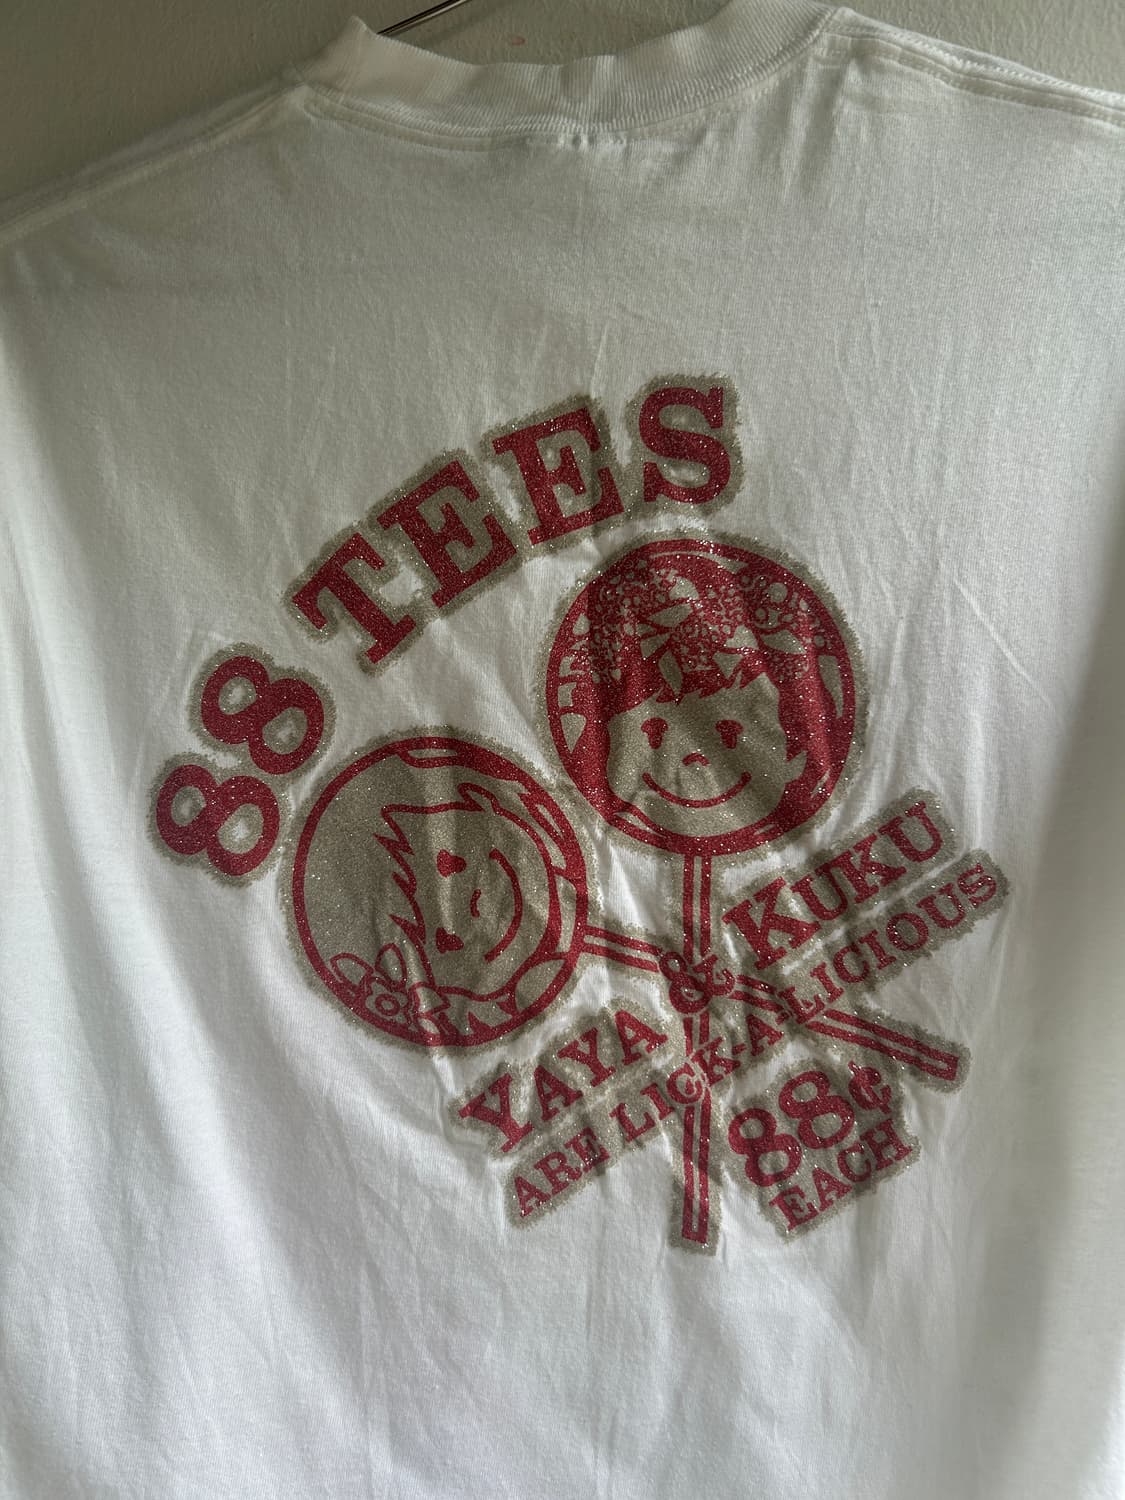 88 TEES
YAYA & KUKU
ARE LICK-A-LICIOUS
88¢
EACH